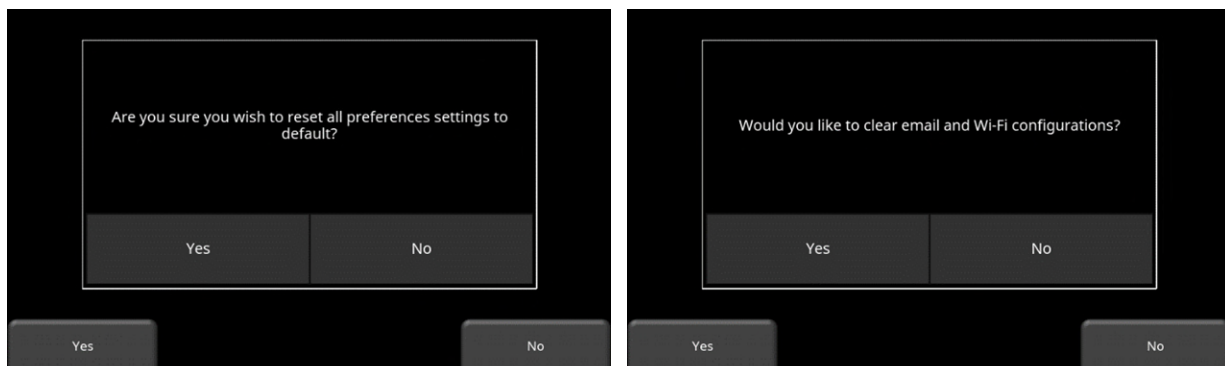 Are you sure you wish to reset all preferences settings to
default?
Yes
No
Yes
No
Would you like to clear email and Wi-Fi configurations?
Yes
No
Yes
No